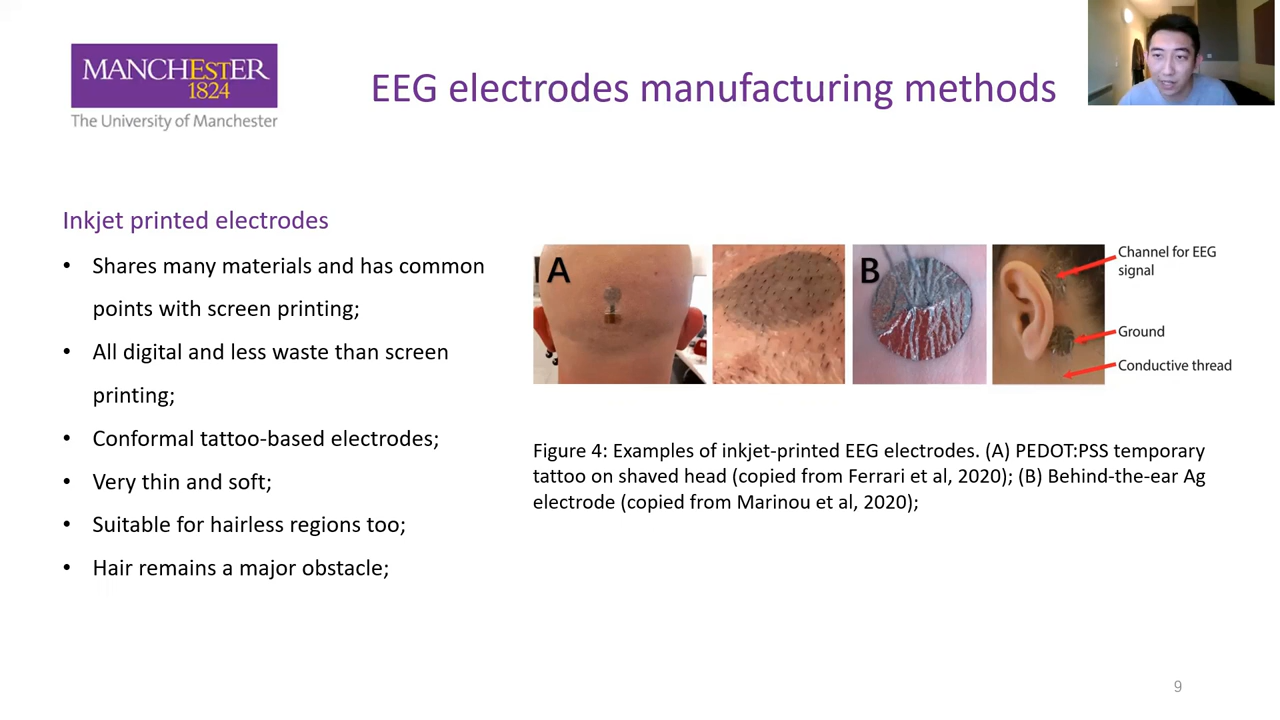 MANCHESTER
1824
The University of Manchester
EEG electrodes manufacturing methods
Inkjet printed electrodes
• Shares many materials and has common
points with screen printing;
• All digital and less waste than screen
printing;
• Conformal tattoo-based electrodes;
• Very thin and soft;
• Suitable for hairless regions too;
• Hair remains a major obstacle;
A
B
Channel for EEG
signal
Ground
Conductive thread
Figure 4: Examples of inkjet-printed EEG electrodes. (A) PEDOT:PSS temporary
tattoo on shaved head (copied from Ferrari et al, 2020); (B) Behind-the-ear Ag
electrode (copied from Marinou et al, 2020);
9